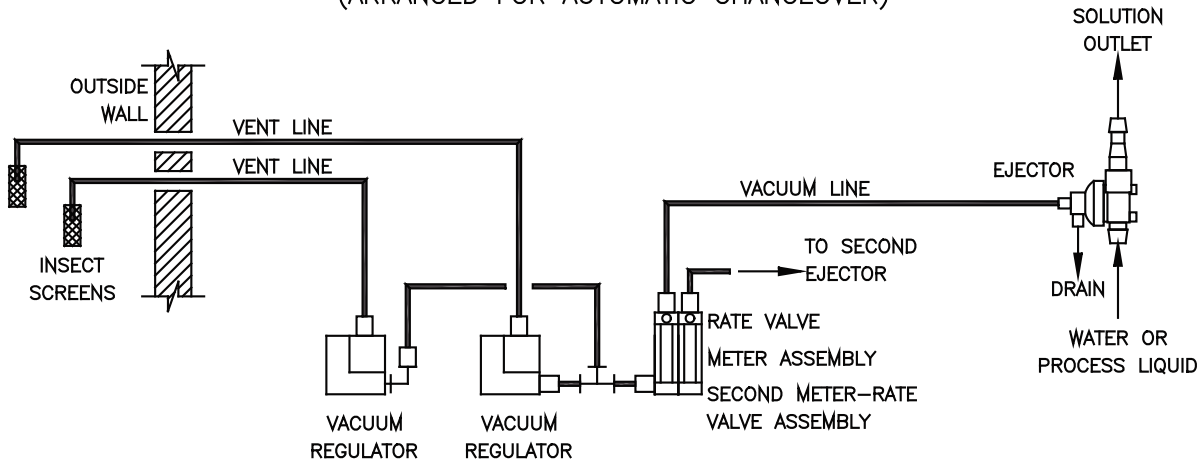 (ARRANGED FOR AUTOMATIC CHANGEOVER)
SOLUTION
OUTLET
OUTSIDE
WALL
VENT LINE
VENT LINE
EJECTOR
VACUUM LINE
TO SECOND
EJECTOR
INSECT
SCREENS
DRAIN
RATE VALVE
WATER OR
PROCESS LIQUID
METER ASSEMBLY
SECOND METER-RATE
VALVE ASSEMBLY
VACUUM
REGULATOR
VACUUM
REGULATOR